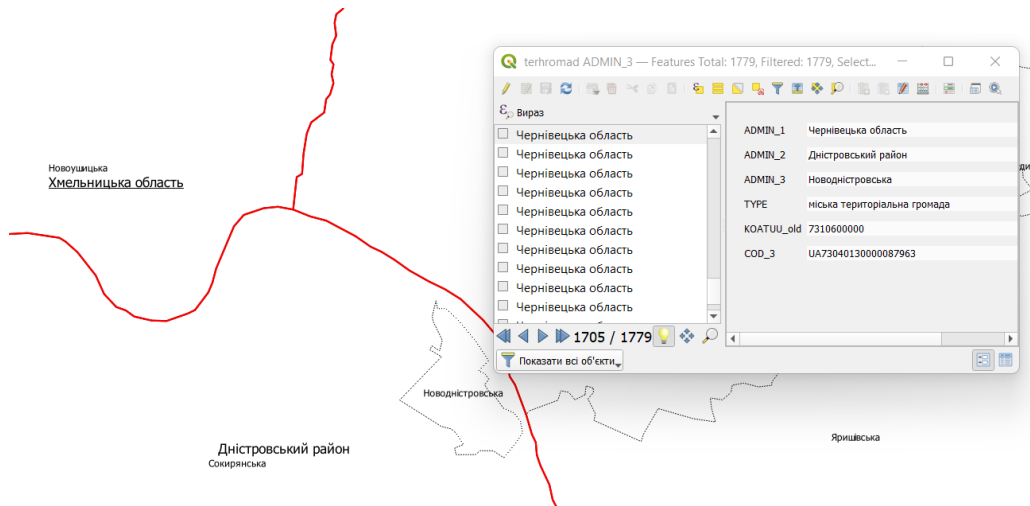 terhromad ADMIN_3 — Features Total: 1779, Filtered: 1779, Select...
Вираз
Чернівецька область
Чернівецька область
Чернівецька область
Чернівецька область
Чернівецька область
Чернівецька область
Чернівецька область
Чернівецька область
Чернівецька область
Чернівецька область
ADMIN_1 Чернівецька область
ADMIN_2 Дністровський район
ADMIN_3 Новодністровська
TYPE міська територіальна громада
KOATUU_old 7310600000
COD_3 UA73040130000087963
1705 / 1779
Показати всі об'єкти
Новоушицька
Хмельницька область
Новодністровська
Дністровський район
Сокирянська
Яришівська